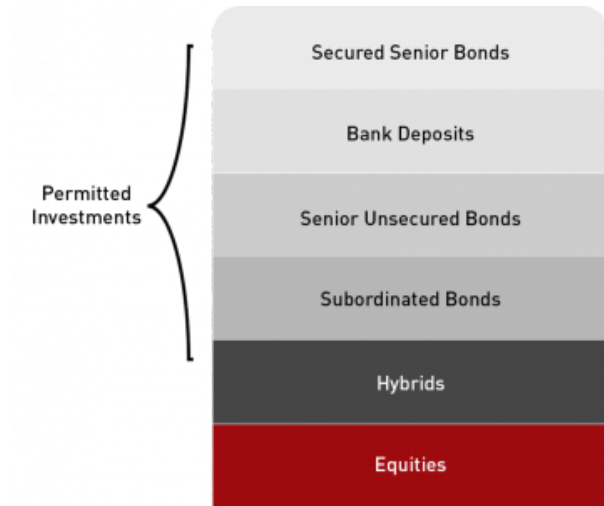 Secured Senior Bonds
Bank Deposits
Permitted
Investments
Senior Unsecured Bonds
Subordinated Bonds
Hybrids
Equities